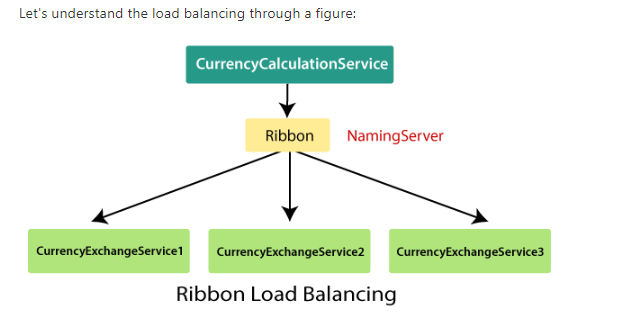 Let's understand the load balancing through a figure:
CurrencyCalculationService
Ribbon NamingServer
CurrencyExchangeService1 CurrencyExchangeService2 CurrencyExchangeService3
Ribbon Load Balancing